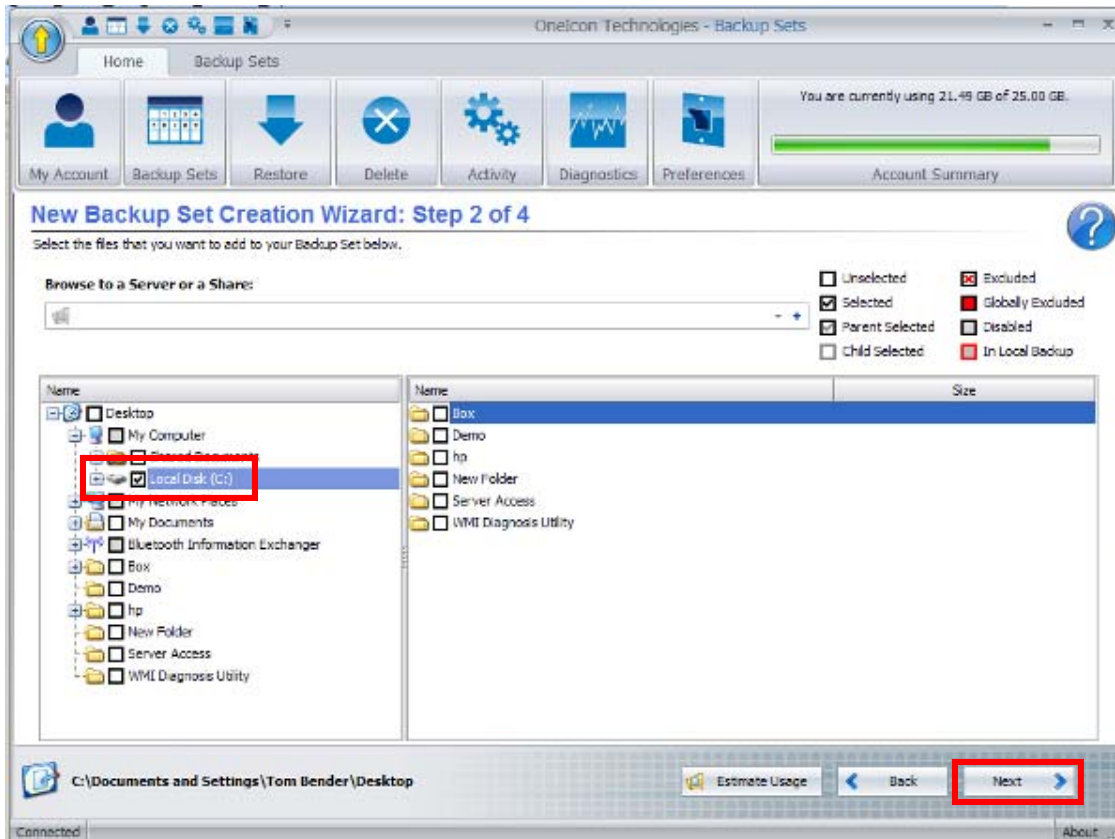 OneIcon Technologies - Backup Sets
Home
Backup Sets
My Account
Backup Sets
Restore
Delete
Activity
Diagnostics
Preferences
You are currently using 21.49 GB of 25.00 GB.
Account Summary
New Backup Set Creation Wizard: Step 2 of 4
Select the files that you want to add to your Backup Set below.
Browse to a Server or a Share:
Unselected
Selected
Parent Selected
Child Selected
Excluded
Globally Excluded
Disabled
In Local Backup
Name
Desktop
My Computer
Shared Documents
Local Disk (C:)
My Network Places
My Documents
Bluetooth Information Exchanger
Box
Demo
hp
New Folder
Server Access
WMI Diagnosis Utility
Name
Size
Box
Demo
hp
New Folder
Server Access
WMI Diagnosis Utility
C:\Documents and Settings\Tom Bender\Desktop
Estimate Usage
Back
Next
Connected
About